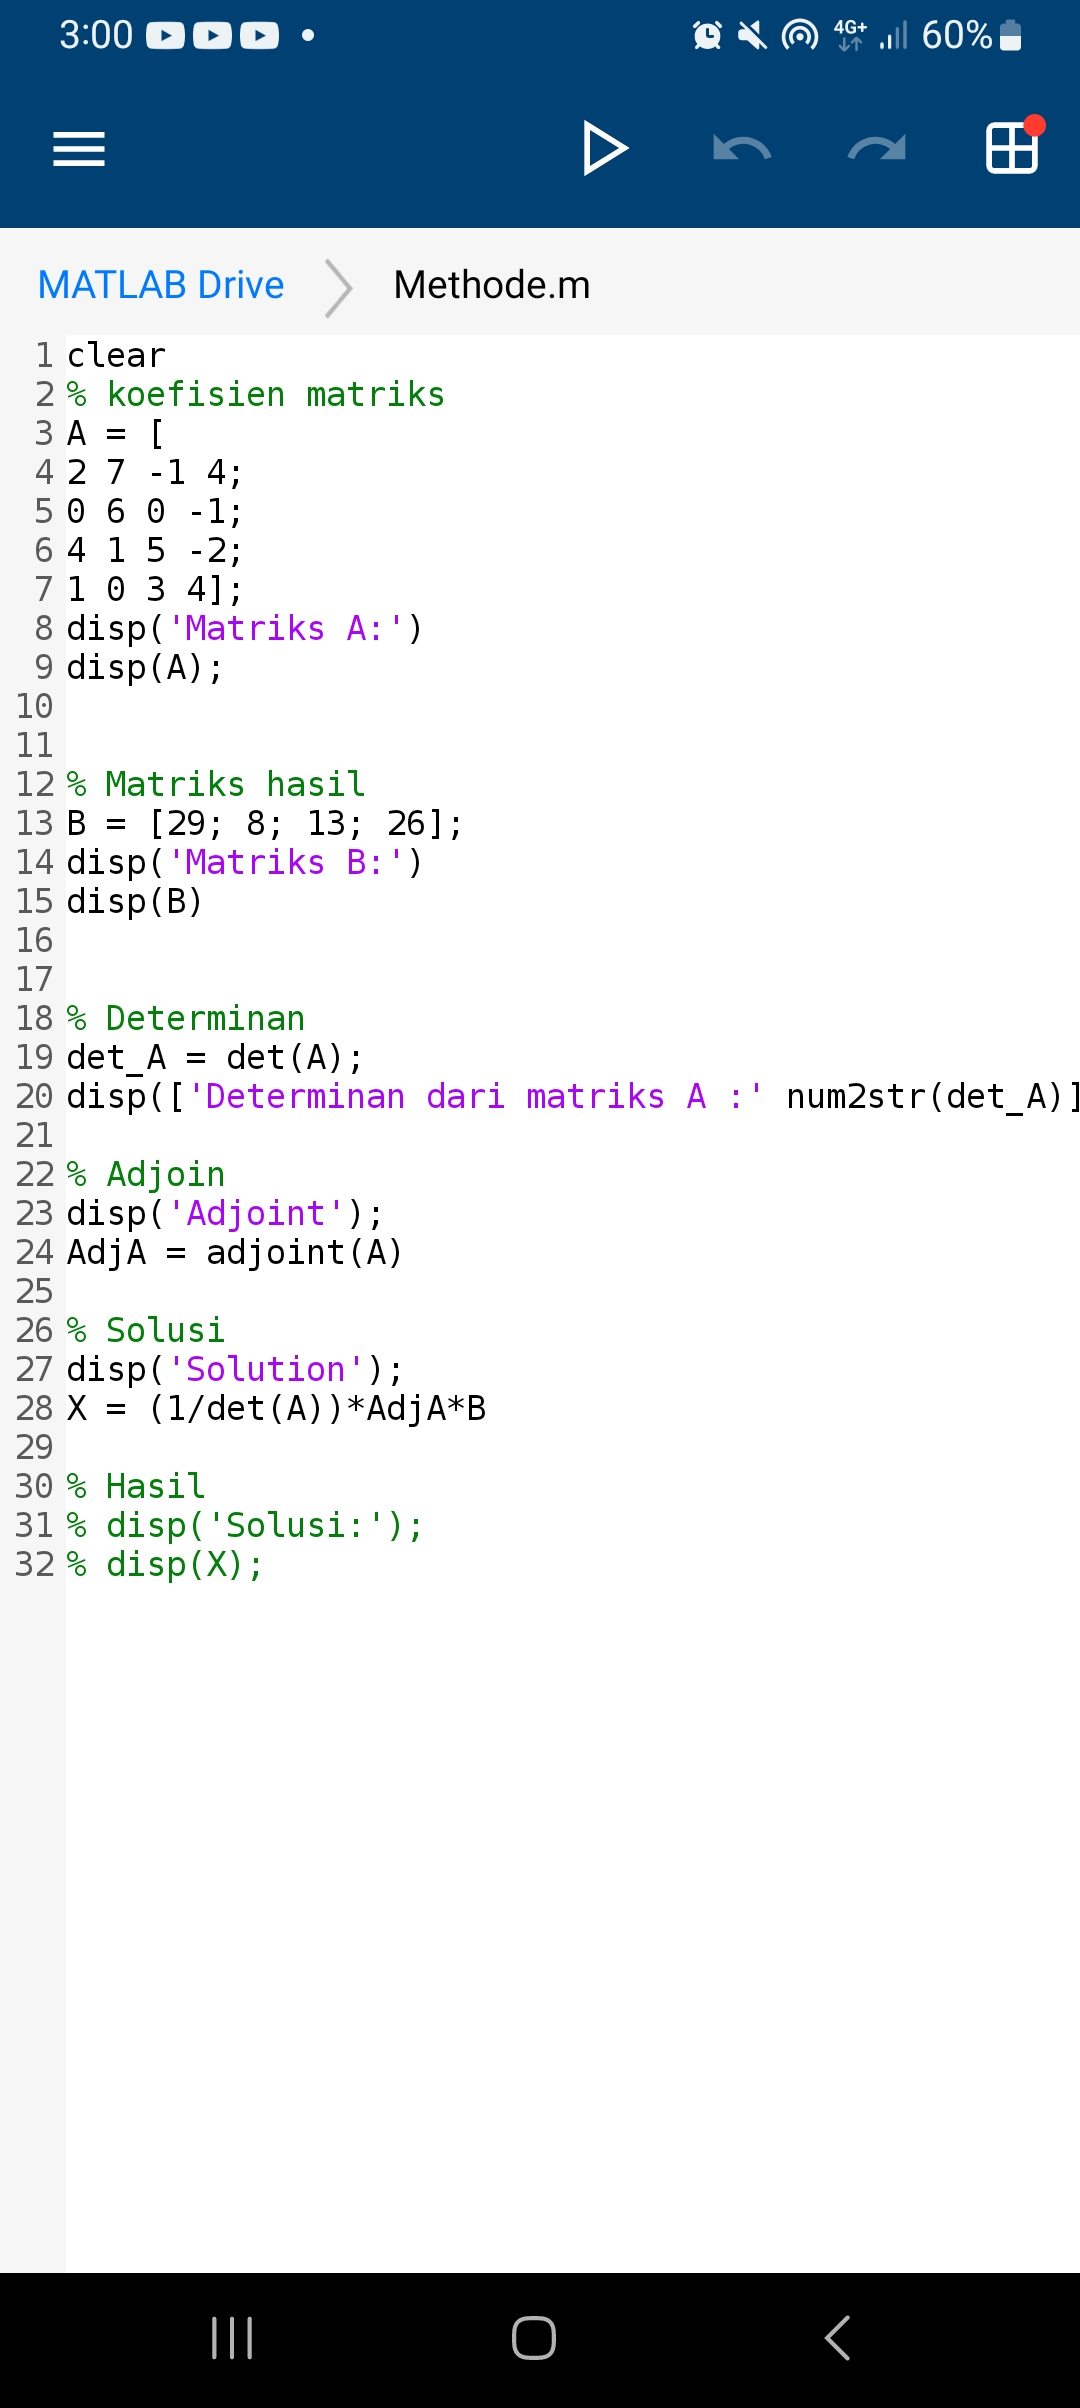 3:00 4G+ 60%
MATLAB Drive Methode.m
1 clear
2 % koefisien matriks
3 A = [
4 2 7 -1 4;
5 0 6 0 -1;
6 4 1 5 -2;
7 1 0 3 4];
8 disp('Matriks A:')
9 disp(A);
10
11
12 % Matriks hasil
13 B = [29; 8; 13; 26];
14 disp('Matriks B:')
15 disp(B)
16
17
18 % Determinan
19 det_A = det(A);
20 disp(['Determinan dari matriks A :' num2str(det_A)]
21
22 % Adjoin
23 disp('Adjoint');
24 AdjA = adjoint(A)
25
26 % Solusi
27 disp('Solution');
28 X = (1/det(A))*AdjA*B
29
30 % Hasil
31 % disp('Solusi:');
32 % disp(X);